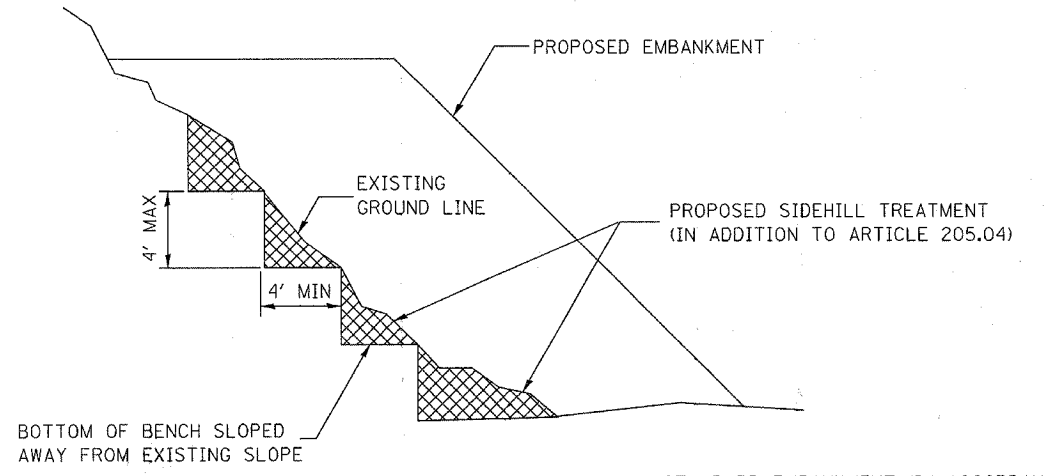 PROPOSED EMBANKMENT
EXISTING
GROUND LINE
PROPOSED SIDEHILL TREATMENT
(IN ADDITION TO ARTICLE 205.04)
4' MAX
4' MIN
BOTTOM OF BENCH SLOPED
AWAY FROM EXISTING SLOPE